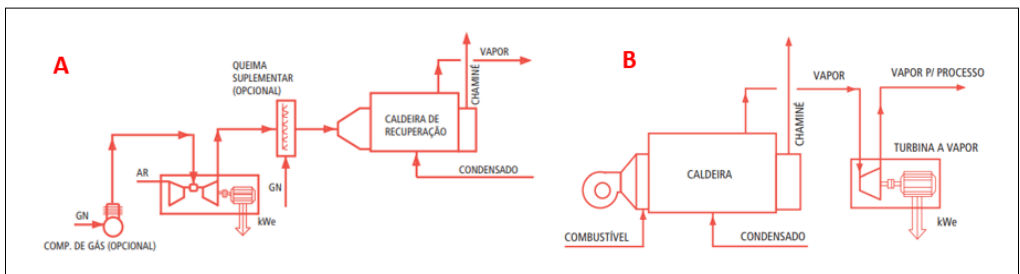 A
QUEIMA
SUPLEMENTAR
(OPCIONAL)
VAPOR
CHAMINÉ
CALDEIRA DE
RECUPERAÇÃO
CONDENSADO
AR
GN
GN
kWe
COMP. DE GÁS (OPCIONAL)
B
VAPOR
VAPOR P/ PROCESSO
CHAMINÉ
TURBINA A VAPOR
CALDEIRA
kWe
COMBUSTÍVEL
CONDENSADO